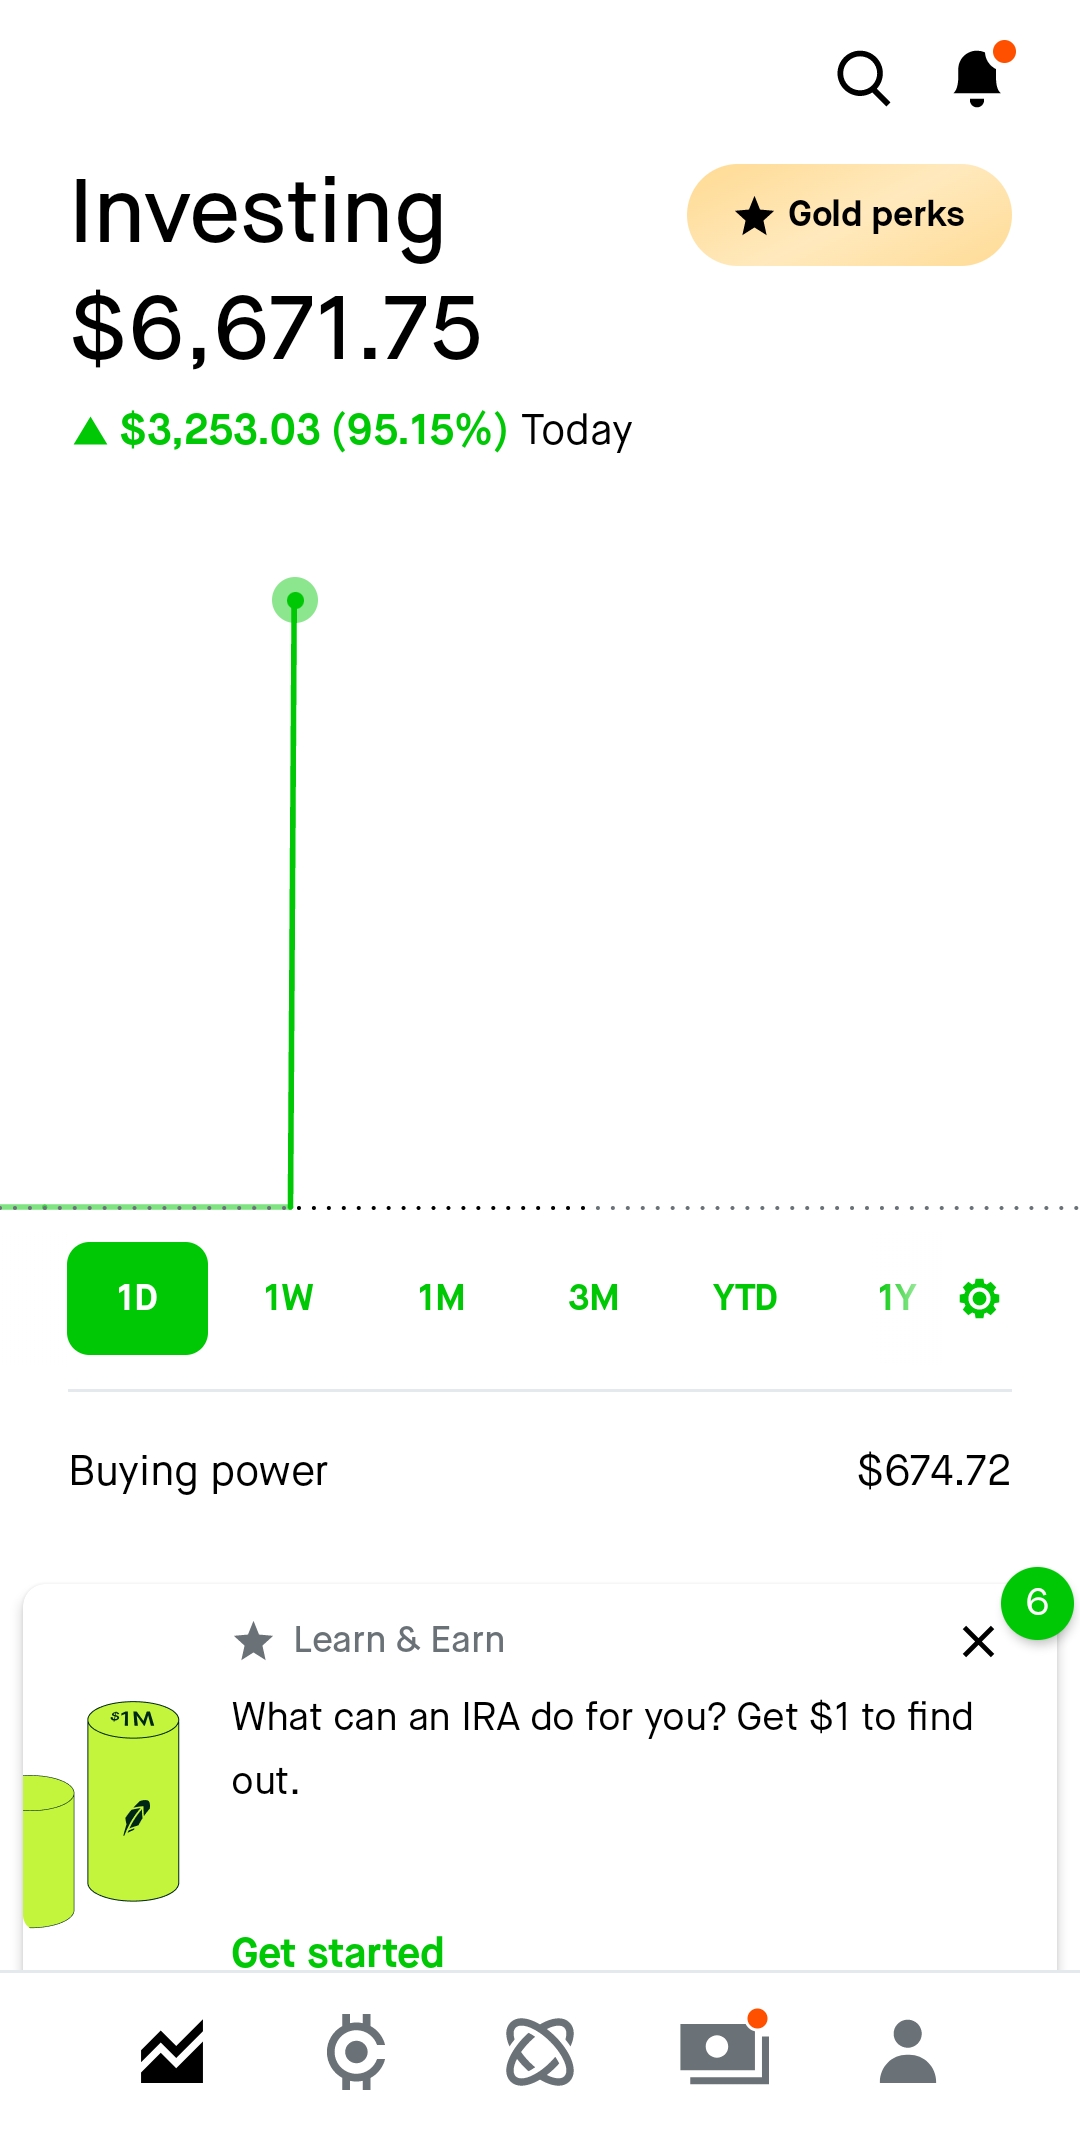 Investing
Gold perks
$6,671.75
$3,253.03 (95.15%) Today
1D 1W 1M 3M YTD 1Y
Buying power $674.72
6
Learn & Earn
What can an IRA do for you? Get $1 to find
out.
$1M
Get started